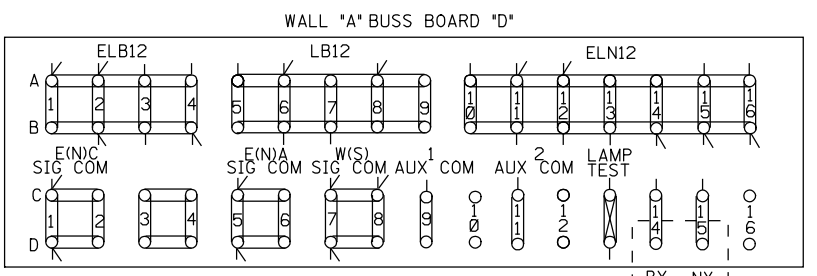 WALL "A" BUSS BOARD "D"
ELB12 LB12 ELN12
A
1 2 3 4 5 6 7 8 9 10 11 12 13 14 15 16
B
E(N)C E(N)A W(S) 1 2 LAMP
SIG COM SIG COM SIG COM AUX COM AUX COM TEST
C
1 2 3 4 5 6 7 8 9 10 11 12 14 15 16
D